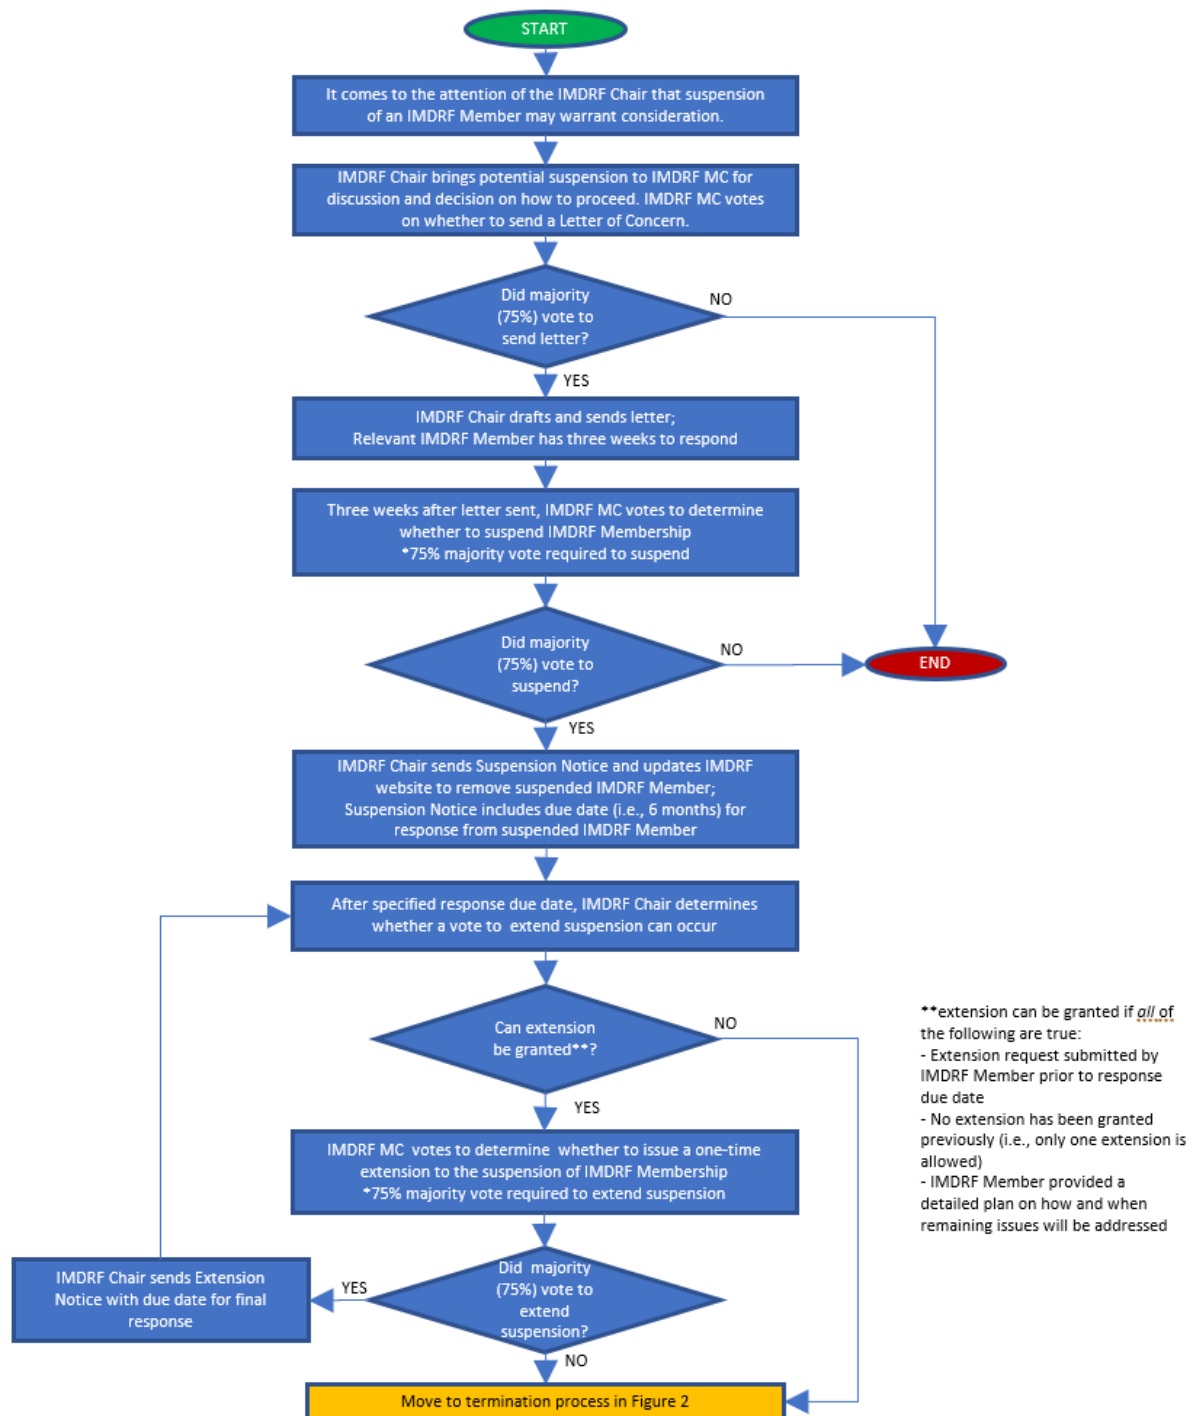 START
It comes to the attention of the IMDRF Chair that suspension
of an IMDRF Member may warrant consideration.
IMDRF Chair brings potential suspension to IMDRF MC for
discussion and decision on how to proceed. IMDRF MC votes
on whether to send a Letter of Concern.
Did majority
(75%) vote to
send letter?
NO
YES
IMDRF Chair drafts and sends letter;
Relevant IMDRF Member has three weeks to respond
Three weeks after letter sent, IMDRF MC votes to determine
whether to suspend IMDRF Membership
*75% majority vote required to suspend
Did majority
(75%) vote to
suspend?
NO
END
YES
IMDRF Chair sends Suspension Notice and updates IMDRF
website to remove suspended IMDRF Member;
Suspension Notice includes due date (i.e., 6 months) for
response from suspended IMDRF Member
After specified response due date, IMDRF Chair determines
whether a vote to extend suspension can occur
Can extension
be granted**?
NO
YES
**extension can be granted if all of
the following are true:
- Extension request submitted by
IMDRF Member prior to response
due date
- No extension has been granted
previously (i.e., only one extension is
allowed)
- IMDRF Member provided a
detailed plan on how and when
remaining issues will be addressed
IMDRF MC votes to determine whether to issue a one-time
extension to the suspension of IMDRF Membership
*75% majority vote required to extend suspension
Did majority
(75%) vote to
extend
suspension?
YES
IMDRF Chair sends Extension
Notice with due date for final
response
NO
Move to termination process in Figure 2